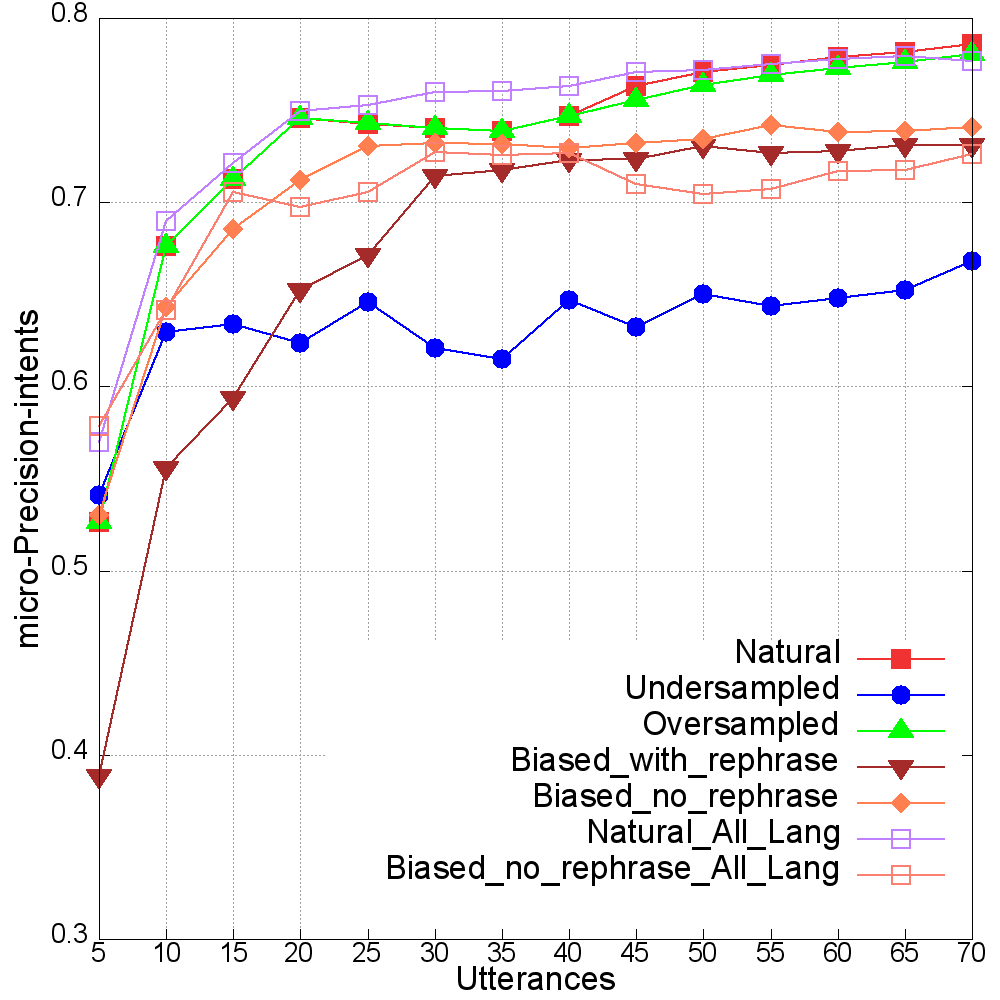 0.8
0.7
0.6
0.5
0.4
0.3
micro-Precision-intents
Natural
Undersampled
Oversampled
Biased_with_rephrase
Biased_no_rephrase
Natural_All_Lang
Biased_no_rephrase_All_Lang
5 10 15 20 25 30 35 40 45 50 55 60 65 70
Utterances